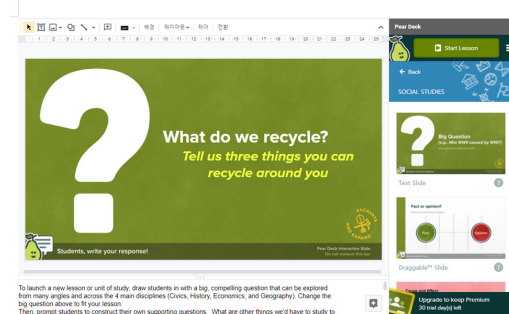 배경 레이아웃 테마 전환
Pear Deck
Start Lesson
Back
SOCIAL STUDIES
What do we recycle?
Tell us three things you can
recycle around you
Students, write your response!
Pear Deck Interactive Slide
Do not remove this bar
Big Question
(e.g., Was WWII caused by WWI?)
Text Slide
Fact or opinion?
Fact
Opinion
Draggable™ Slide
Cause and Effect
Upgrade to keep Premium
30 trial day(s) left
To launch a new lesson or unit of study, draw students in with a big, compelling question that can be explored
from many angles and across the 4 main disciplines (Civics, History, Economics, and Geography). Change the
big question above to fit your lesson.
Then, prompt students to construct their own supporting questions. What are other things we'd have to study to